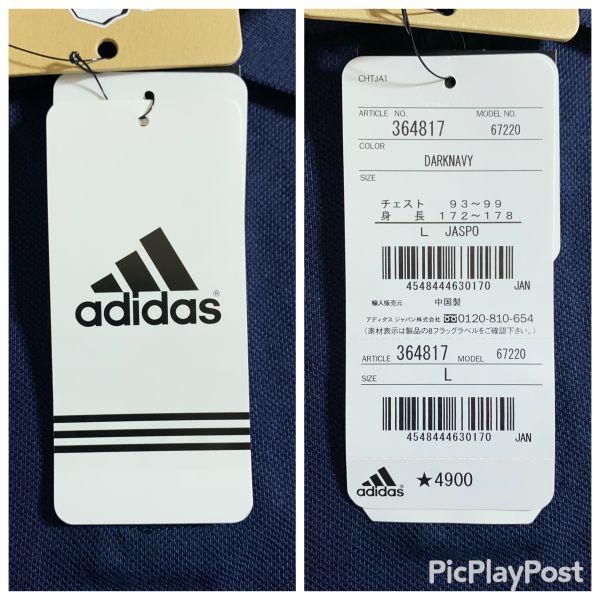 adidas®
CHTJA1
ARTICLE NO. 364817 MODEL NO. 67220
COLOR
DARKNAVY
SIZE
チェスト 93～99
身 長 172～178
L JASPO
4548444630170 JAN
輸入販売元 中国製
アディダス ジャパン株式会社 0120-810-654
(素材表示は製品の8フラッグラベルをご確認下さい。)
ARTICLE 364817 MODEL 67220
SIZE L
4548444630170 JAN
adidas ★4900
PicPlayPost